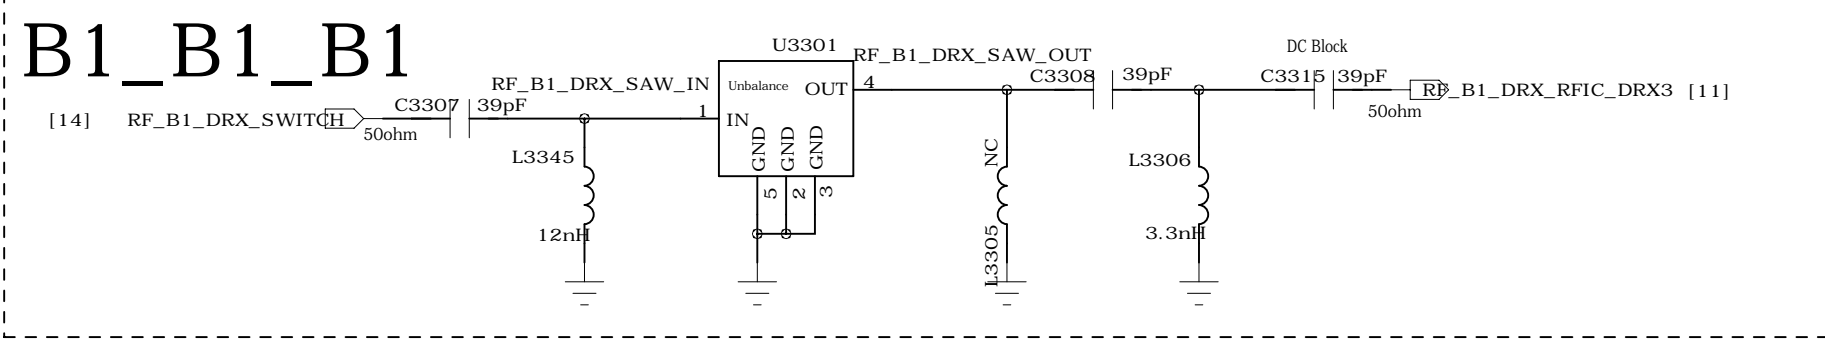 B1_B1_B1
U3301
DC Block
RF_B1_DRX_SAW_OUT
RF_B1_DRX_SAW_IN
Unbalance
OUT
4
C3308
39pF
C3315
39pF
RF_B1_DRX_RFIC_DRX3
[11]
50ohm
[14]
RF_B1_DRX_SWITCH
50ohm
C3307
39pF
1
IN
GND
GND
GND
5
2
3
L3345
12nH
NC
L3305
L3306
3.3nH